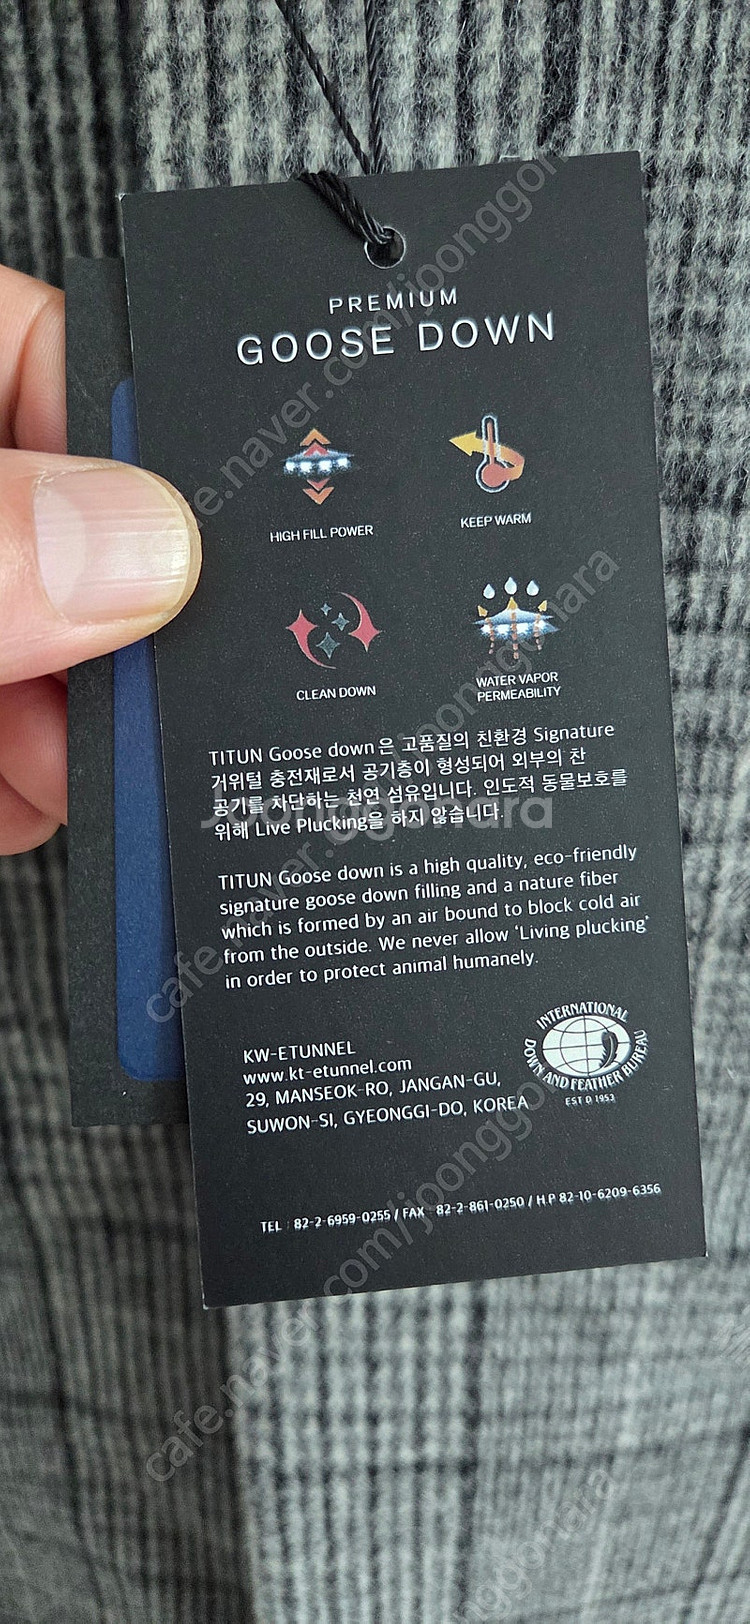 PREMIUM
GOOSE DOWN
HIGH FILL POWER
KEEP WARM
CLEAN DOWN
WATER VAPOR
PERMEABILITY
TITUN Goose down은 고품질의 친환경 Signature
거위털 충전재로서 공기층이 형성되어 외부의 찬
공기를 차단하는 천연 섬유입니다. 인도적 동물보호를
위해 Live Plucking을 하지 않습니다.
TITUN Goose down is a high quality, eco-friendly
signature goose down filling and a nature fiber
which is formed by an air bound to block cold air
from the outside. We never allow 'Living plucking'
in order to protect animal humanely.
KW-ETUNNEL
www.kt-etunnel.com
29, MANSEOK-RO, JANGAN-GU,
SUWON-SI, GYEONGGI-DO, KOREA
INTERNATIONAL
DOWN AND FEATHER BUREAU
EST D 1953
TEL : 82-2-6959-0255 / FAX : 82-2-861-0250 / H.P 82-10-6209-6356
Joonggonara
cafe.naver.com/joonggonara
cafe.naver.com/joonggonara
cafe.naver.com/joonggonara